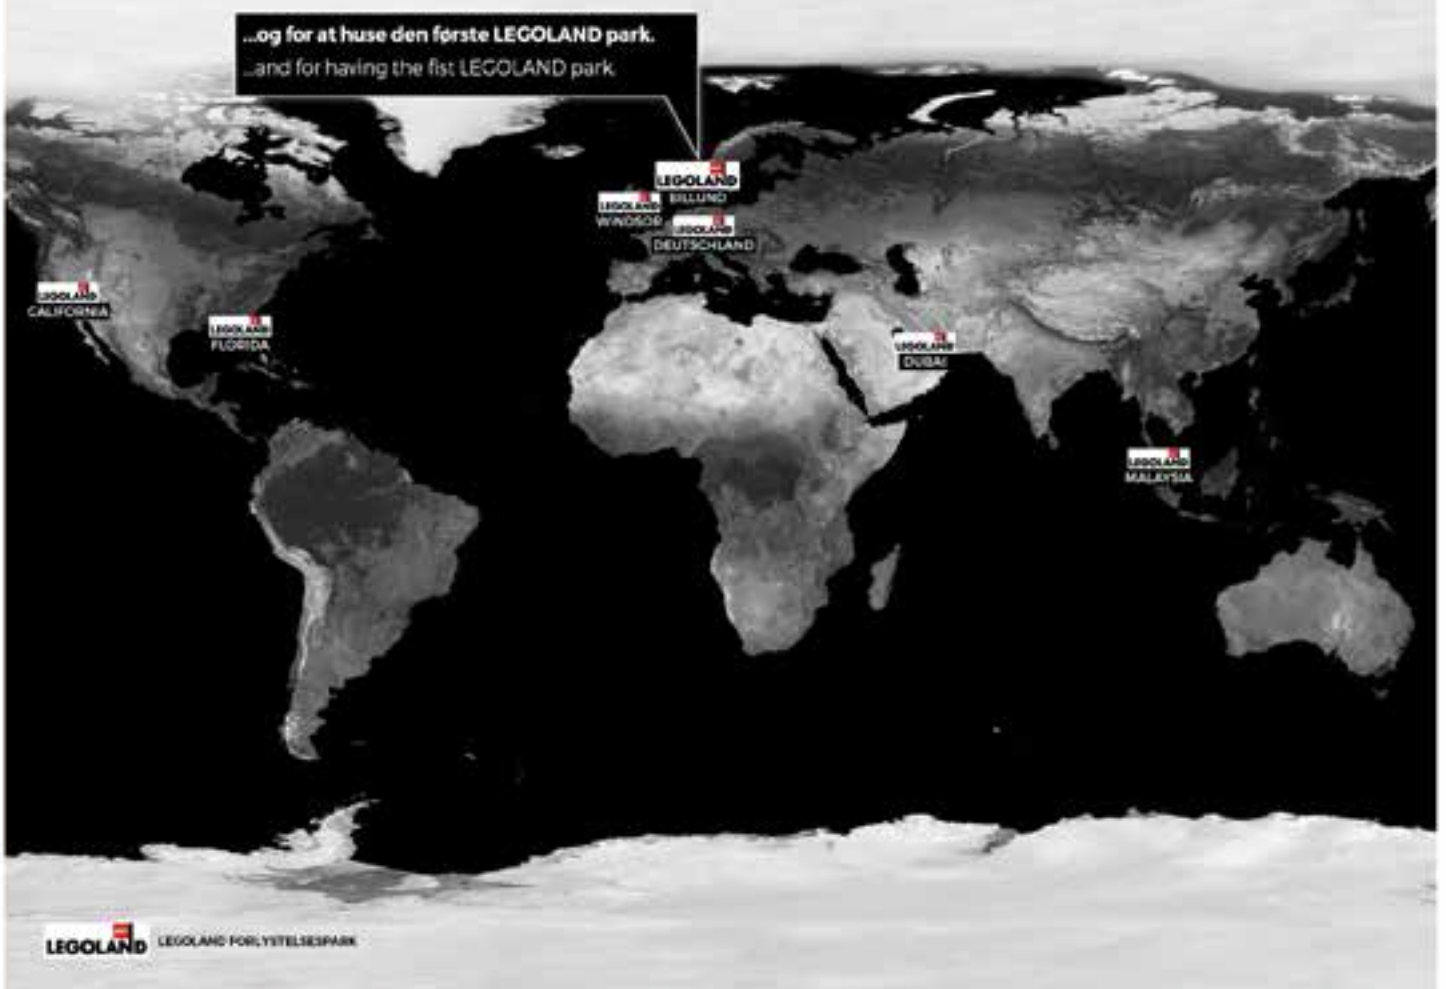 ...og for at huse den første LEGOLAND park.
...and for having the fist LEGOLAND park.
LEGOLAND
BILLUND
LEGOLAND
WINDSOR
LEGOLAND
DEUTSCHLAND
LEGOLAND
CALIFORNIA
LEGOLAND
FLORIDA
LEGOLAND
DUBAI
LEGOLAND
MALAYSIA
LEGOLAND LEGOLAND FORLYSTELSESPARK